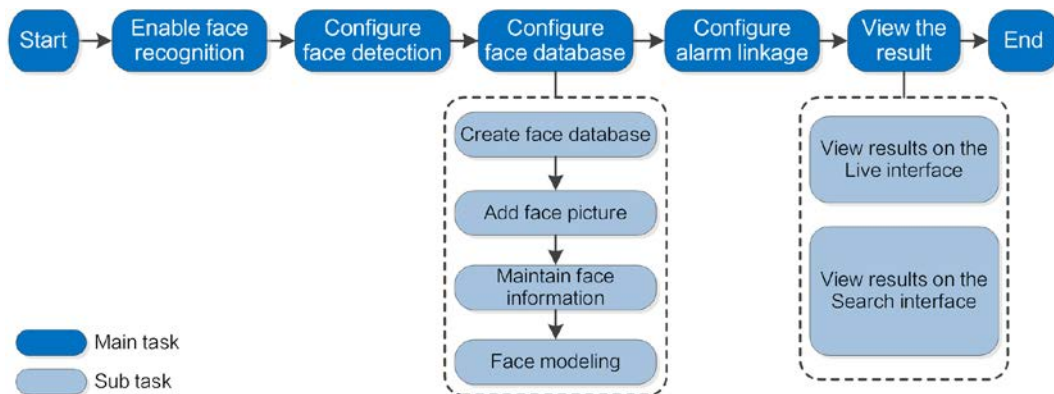 Start
Enable face
recognition
Configure
face detection
Configure
face database
Configure
alarm linkage
View the
result
End
Create face database
Add face picture
Maintain face
information
Face modeling
View results on the
Live interface
View results on the
Search interface
Main task
Sub task